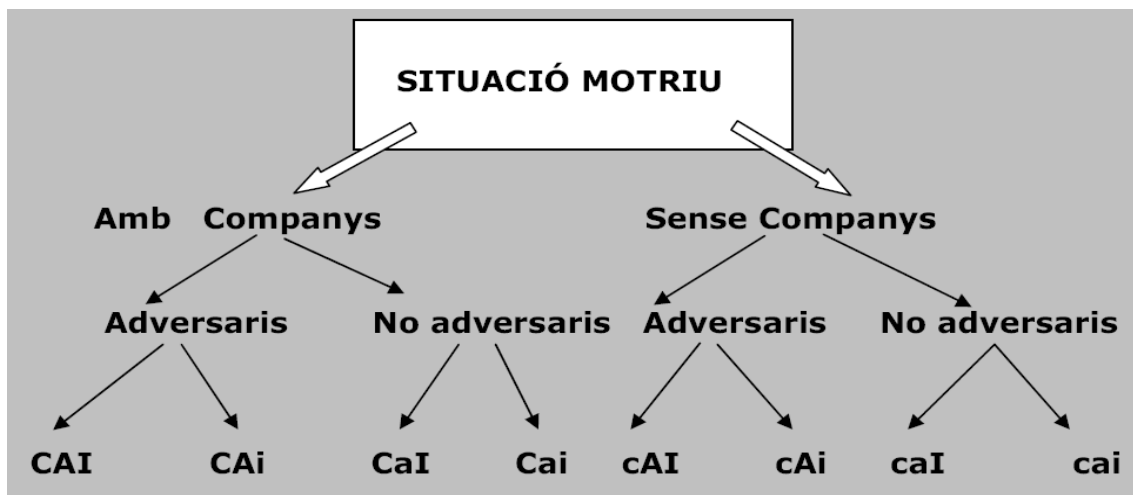 SITUACIÓ MOTRIU
Amb Companys Sense Companys
Adversaris No adversaris Adversaris No adversaris
CAI CAi CaI Cai cAI cAi caI cai